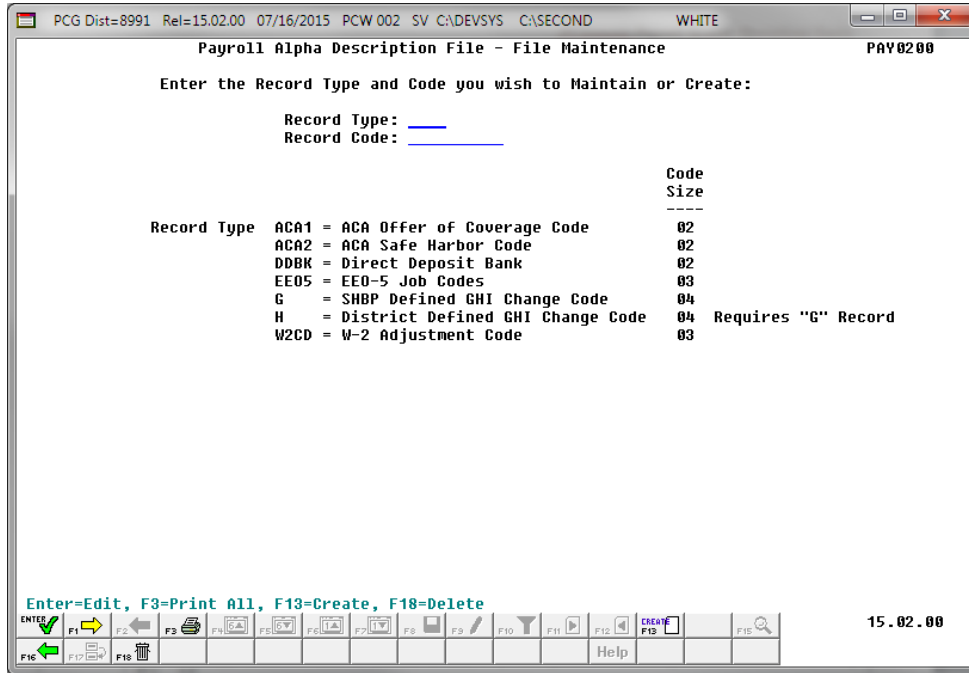 PCG Dist=8991 Rel=15.02.00 07/16/2015 PCW 002 SV C:\DEVSYS C:\SECOND WHITE
Payroll Alpha Description File - File Maintenance PAY0200
Enter the Record Type and Code you wish to Maintain or Create:
Record Type: ____
Record Code: __________
Code
Size
----
Record Type ACA1 = ACA Offer of Coverage Code 02
ACA2 = ACA Safe Harbor Code 02
DDBK = Direct Deposit Bank 02
EEO5 = EEO-5 Job Codes 03
G = SHBP Defined GHI Change Code 04
H = District Defined GHI Change Code 04 Requires "G" Record
W2CD = W-2 Adjustment Code 03
Enter=Edit, F3=Print All, F13=Create, F18=Delete
ENTER F1 F2 F3 F4 F5 F6 F7 F8 F9 F10 F11 F12 CREATE F13 F15 15.02.00
F16 F17 F18 Help